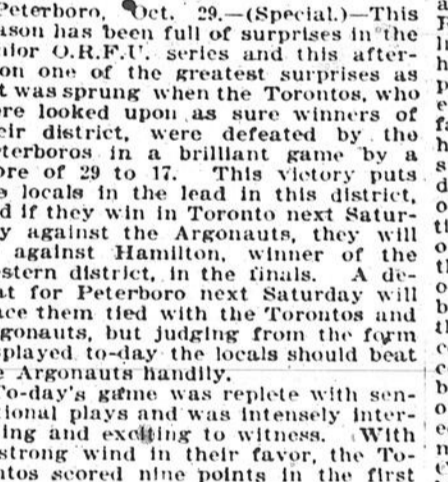 Peterboro, Oct. 29.—(Special.)—This
ason has been full of surprises in the
nior O.R.F.U. series and this after-
on one of the greatest surprises as
t was sprung when the Torontos, who
re looked upon as sure winners of
eir district, were defeated by the
terboros in a brilliant game by a
ore of 29 to 17. This victory puts
e locals in the lead in this district,
d if they win in Toronto next Satur-
y against the Argonauts, they will
against Hamilton, winner of the
stern district, in the finals. A de-
at for Peterboro next Saturday will
ace them tied with the Torontos and
gonauts, but judging from the form
splayed to-day the locals should beat
e Argonauts handily.
To-day's game was replete with sen-
tional plays and was intensely inter-
ting and exciting to witness. With
strong wind in their favor, the To-
ntos scored nine points in the first